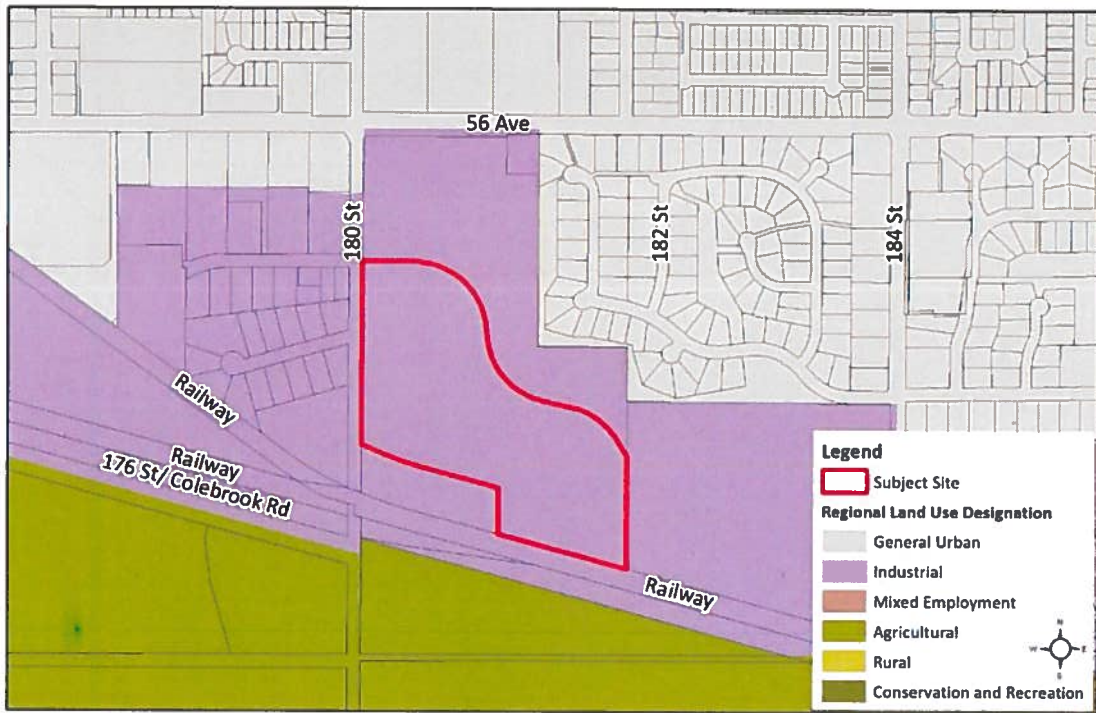 56 Ave
180 St
182 St
184 St
Railway
Railway
176 St/ Colebrook Rd
Railway
Legend
Subject Site
Regional Land Use Designation
General Urban
Industrial
Mixed Employment
Agricultural
Rural
Conservation and Recreation
N
W E
S